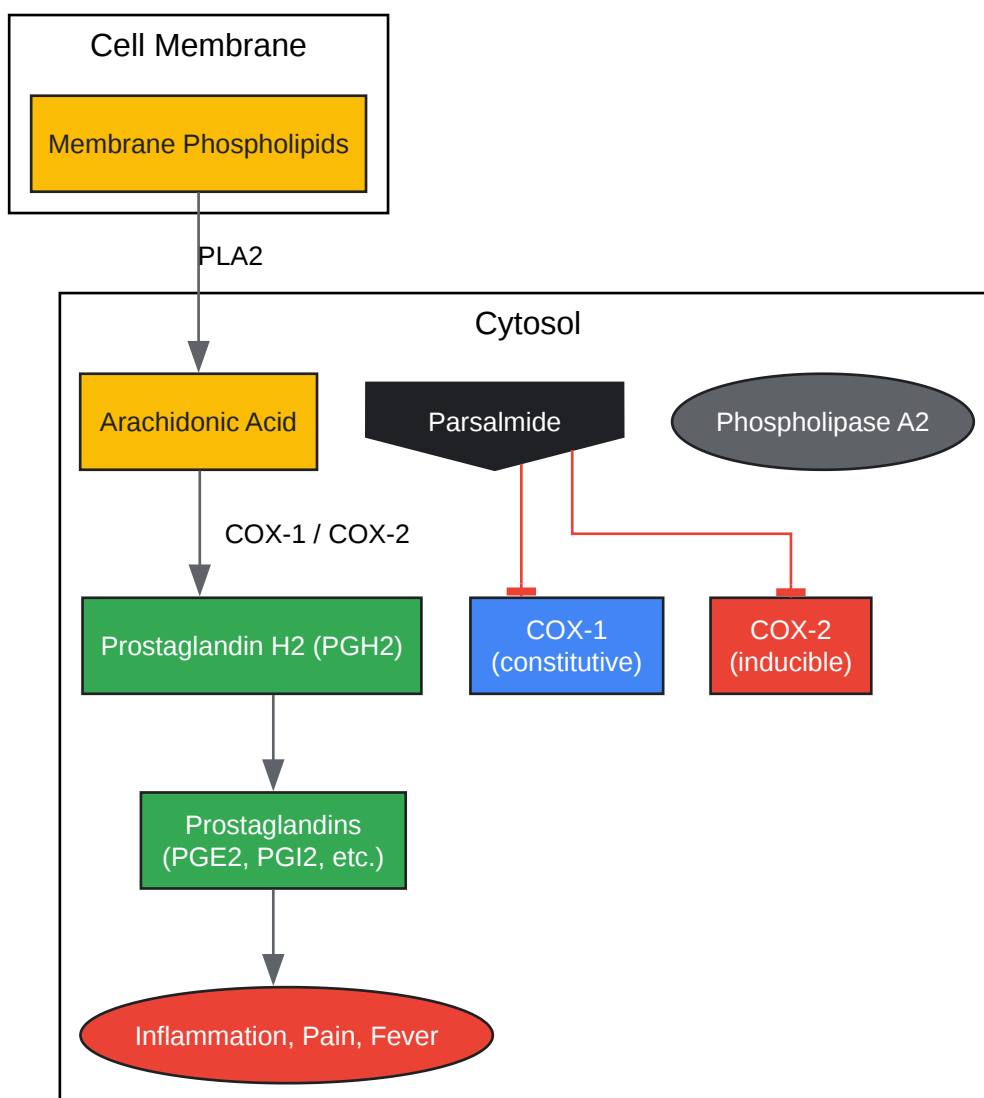 Cell Membrane
Membrane Phospholipids
PLA2
Cytosol
Arachidonic Acid
Parsalmide
Phospholipase A2
COX-1 / COX-2
Prostaglandin H2 (PGH2)
COX-1
(constitutive)
COX-2
(inducible)
Prostaglandins
(PGE2, PGI2, etc.)
Inflammation, Pain, Fever